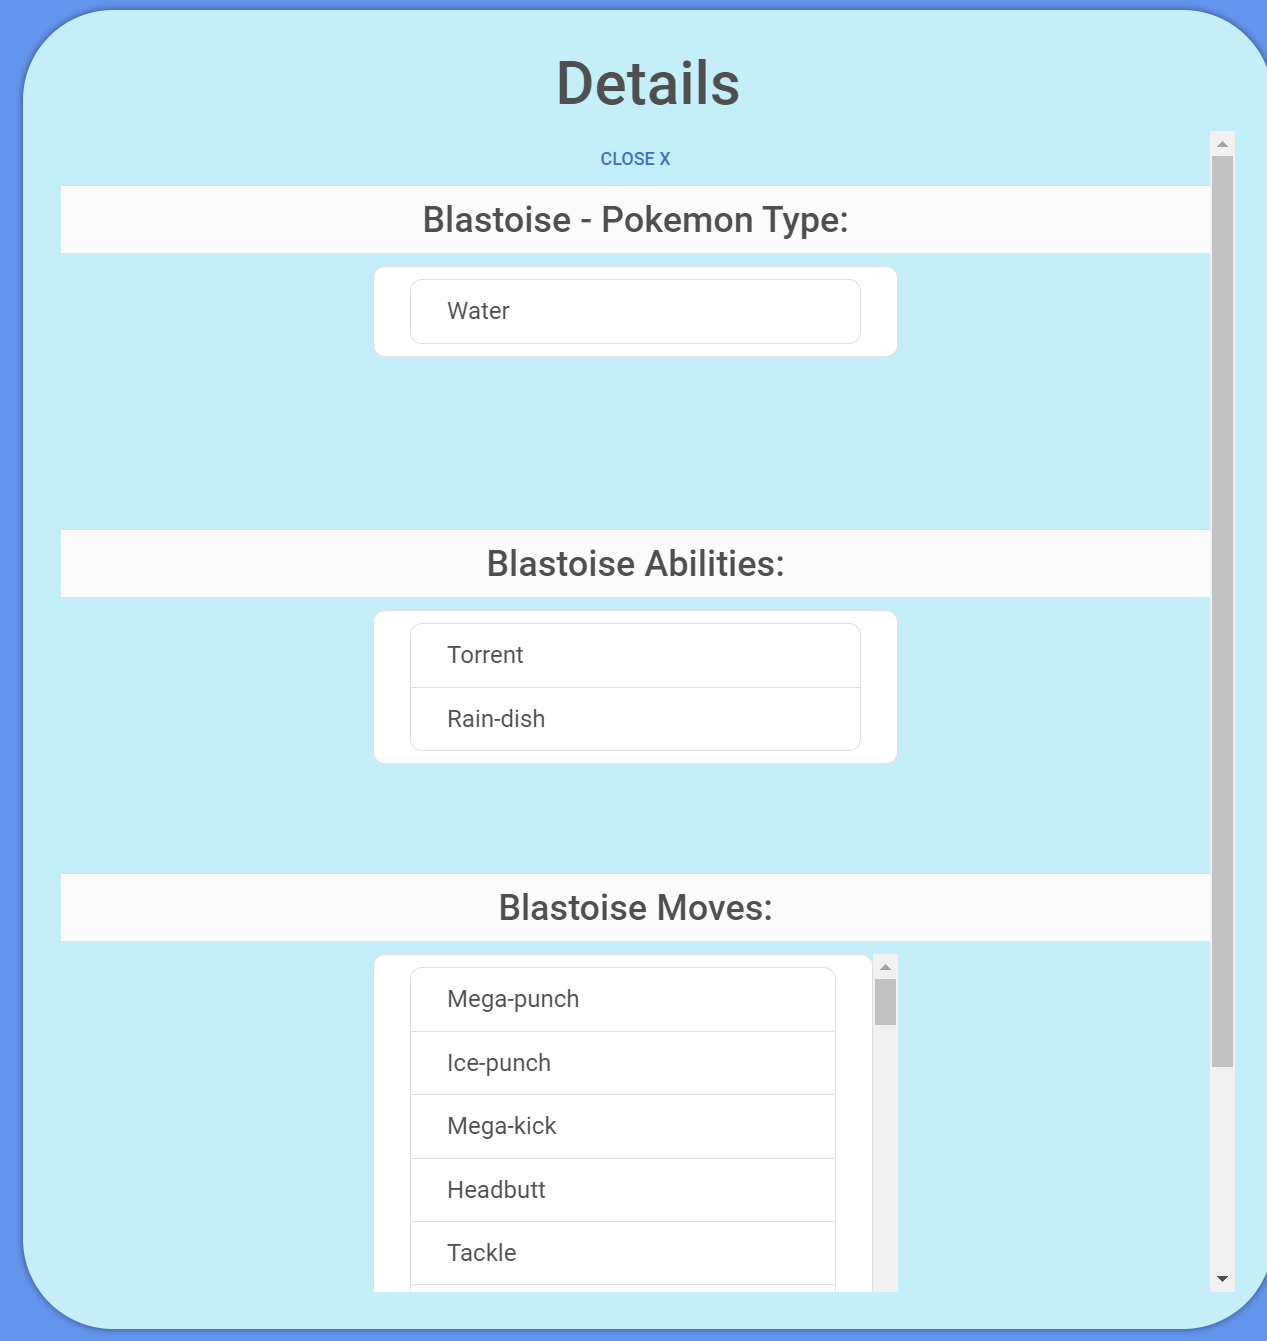 Details
CLOSE X
Blastoise - Pokemon Type:
Water
Blastoise Abilities:
Torrent
Rain-dish
Blastoise Moves:
Mega-punch
Ice-punch
Mega-kick
Headbutt
Tackle